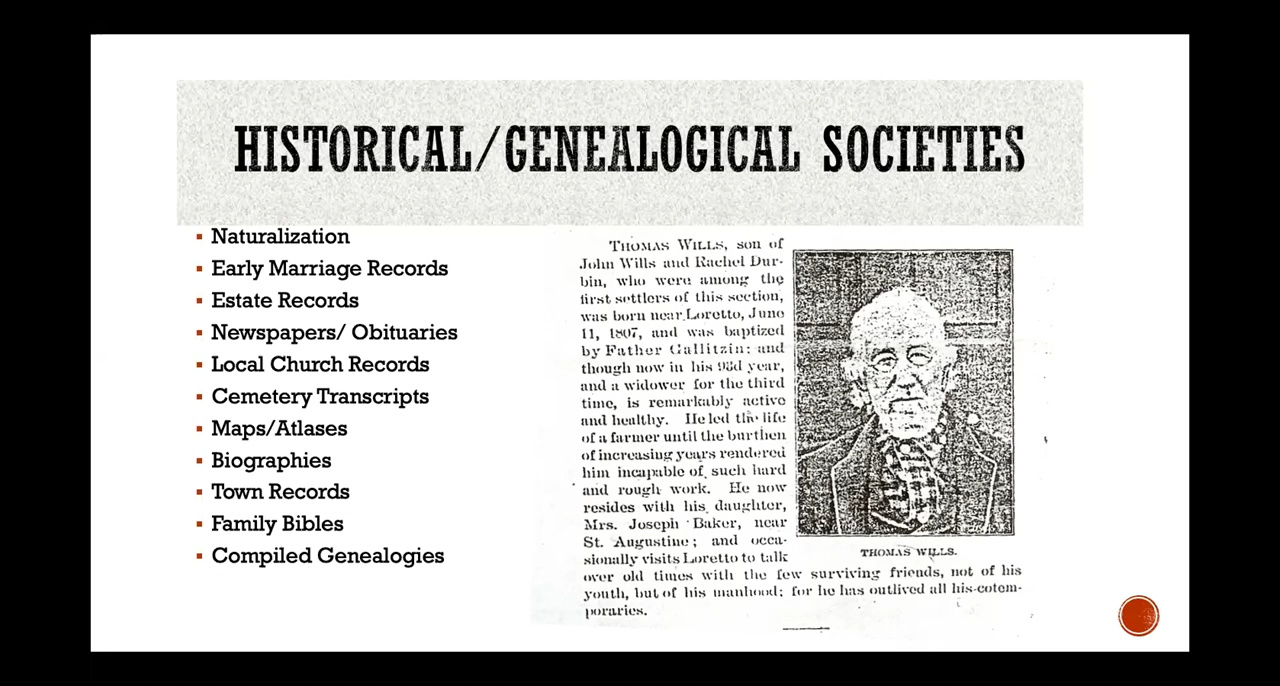 HISTORICAL/GENEALOGICAL SOCIETIES
Naturalization
Early Marriage Records
Estate Records
Newspapers/ Obituaries
Local Church Records
Cemetery Transcripts
Maps/Atlases
Biographies
Town Records
Family Bibles
Compiled Genealogies
THOMAS WILLS, son of
John Wills and Rachel Dur-
bin, who were among the
first settlers of this section,
was born near Loretto, June
11, 1807, and was baptized
by Father Gallitzin; and
though now in his 93d year,
and a widower for the third
time, is remarkably active
and healthy. He led the life
of a farmer until the burthen
of increasing years rendered
him incapable of such hard
and rough work. He now
resides with his daughter,
Mrs. Joseph Baker, near
St. Augustine; and occa-
sionally visits Loretto to talk
over old times with the few surviving friends, not of his
youth, but of his manhood; for he has outlived all his cotem-
poraries.
THOMAS WILLS.